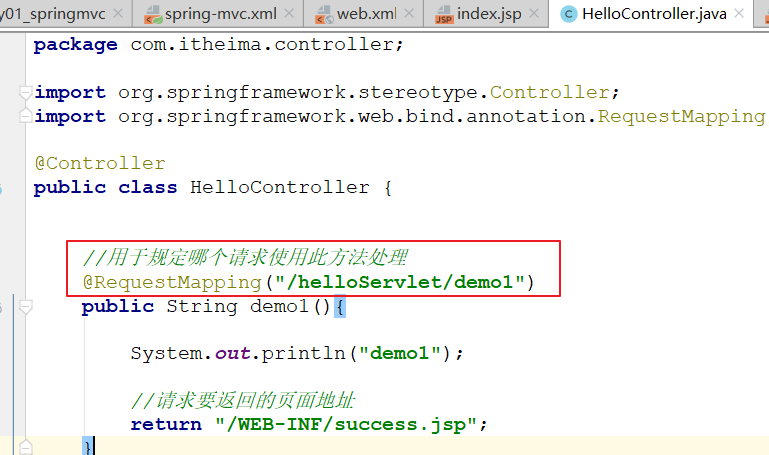 y01_springmvc spring-mvc.xml web.xml index.jsp HelloController.java
package com.itheima.controller;
import org.springframework.stereotype.Controller;
import org.springframework.web.bind.annotation.RequestMapping
@Controller
public class HelloController {
//用于规定哪个请求使用此方法处理
@RequestMapping("/helloServlet/demo1")
public String demo1(){
System.out.println("demo1");
//请求要返回的页面地址
return "/WEB-INF/success.jsp";
}